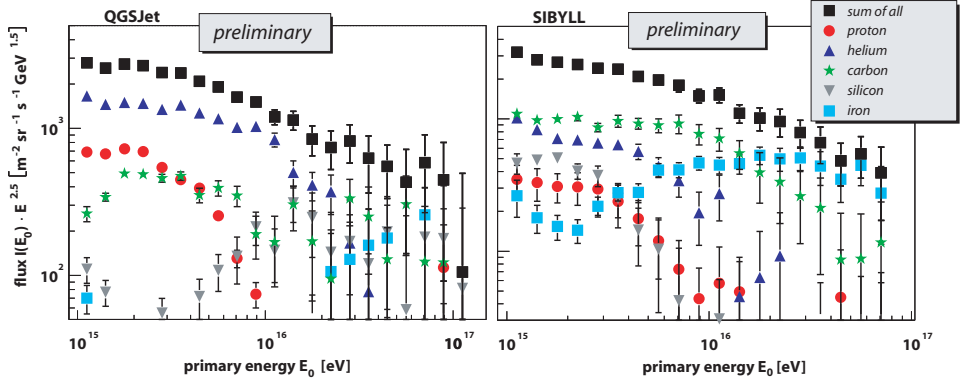 QGSJet
SIBYLL
preliminary
preliminary
sum of all
proton
helium
carbon
silicon
iron
flux I(E0) · E 2.5 [m-2 sr-1 s-1 GeV 1.5]
10 3
10 2
10 15
10 16
10 17
10 15
10 16
10 17
primary energy E0 [eV]
primary energy E0 [eV]